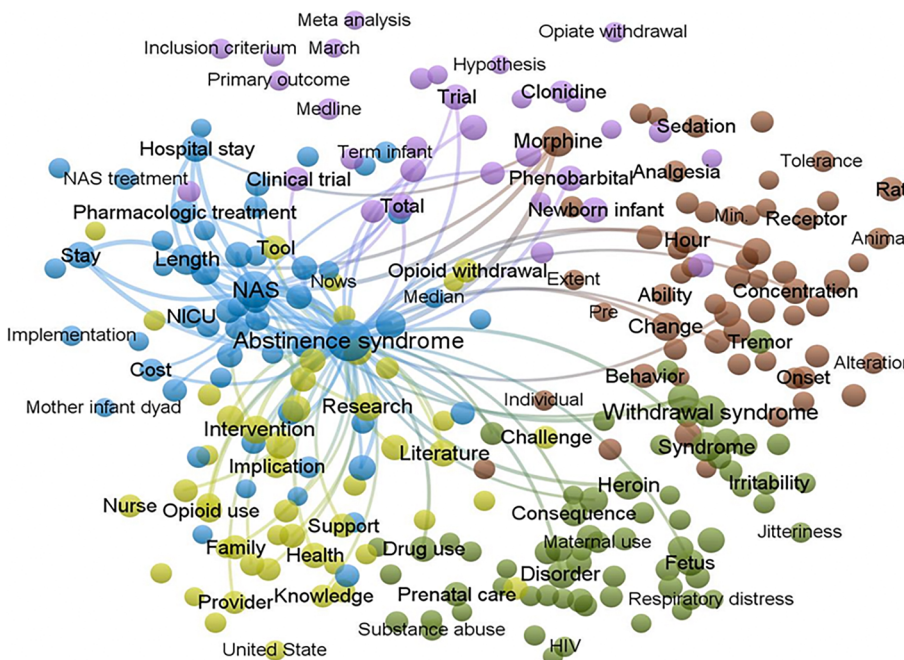 Meta analysis
Opiate withdrawal
Inclusion criterium
March
Hypothesis
Primary outcome
Clonidine
Trial
Medline
Sedation
Morphine
Hospital stay
Term infant
Tolerance
NAS treatment
Clinical trial
Phenobarbital
Analgesia
Rat
Pharmacologic treatment
Total
Newborn infant
Min.
Receptor
Stay
Length
Tool
Hour
Anima
Nows
Opioid withdrawal
Extent
NAS
Median
Ability
Concentration
NICU
Pre
Change
Implementation
Abstinence syndrome
Tremor
Cost
Behavior
Onset
Alteration
Mother infant dyad
Research
Individual
Withdrawal syndrome
Intervention
Challenge
Syndrome
Implication
Literature
Heroin
Irritability
Nurse
Opioid use
Support
Consequence
Jitteriness
Family
Health
Drug use
Maternal use
Disorder
Fetus
Provider
Knowledge
Prenatal care
Respiratory distress
Substance abuse
United State
HIV